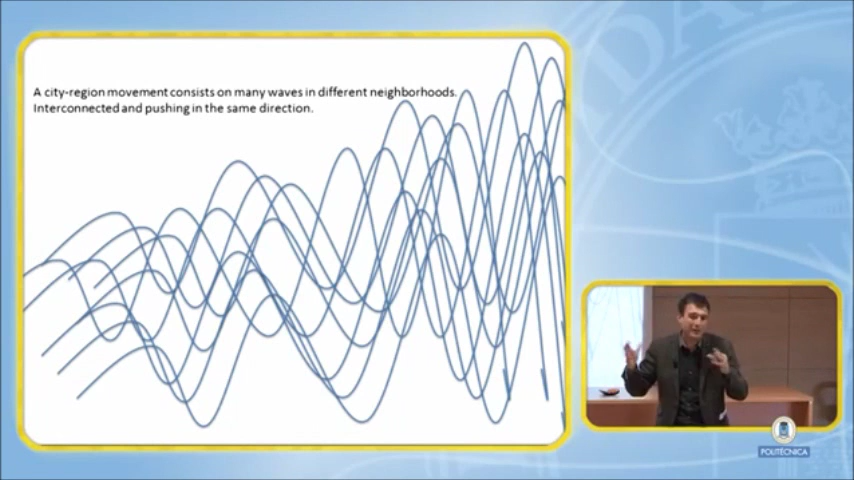 A city-region movement consists on many waves in different neighborhoods.
Interconnected and pushing in the same direction.
POLITÉCNICA